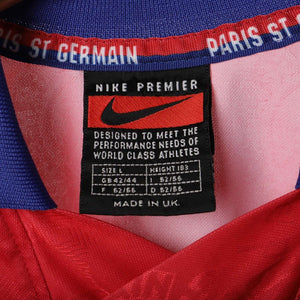 PARIS ST GERMAIN
PARIS ST
NIKE PREMIER
DESIGNED TO MEET THE
PERFORMANCE NEEDS OF
WORLD CLASS ATHLETES
SIZE L HEIGHT 183
GB 42/44 I 52/56
F 52/56 D 52/56
MADE IN U.K.